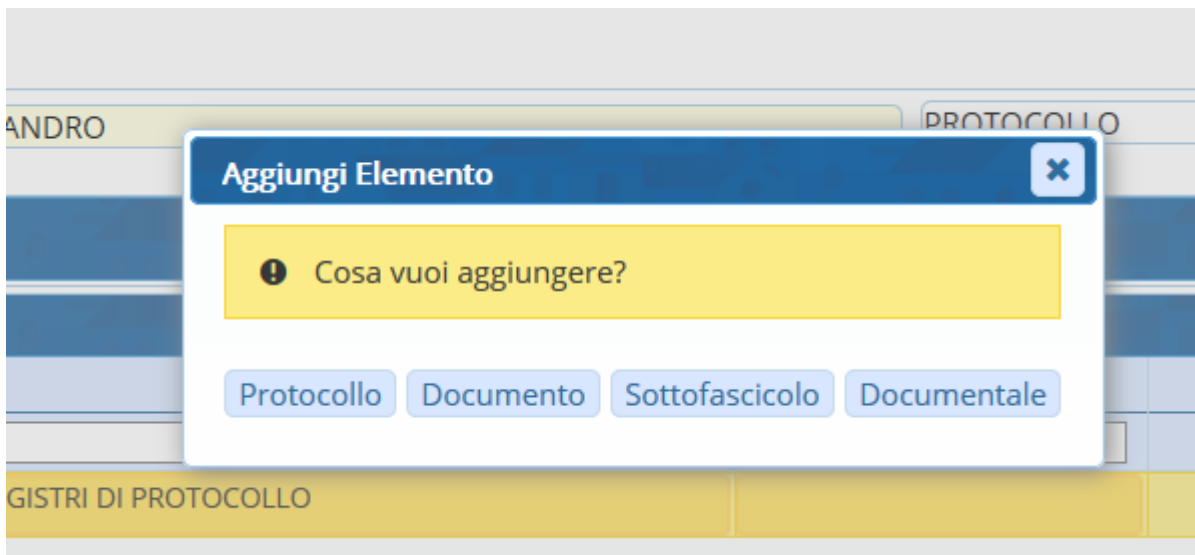 ANDRO
PROTOCOLLO
Aggiungi Elemento
Cosa vuoi aggiungere?
Protocollo Documento Sottofascicolo Documentale
GISTRI DI PROTOCOLLO